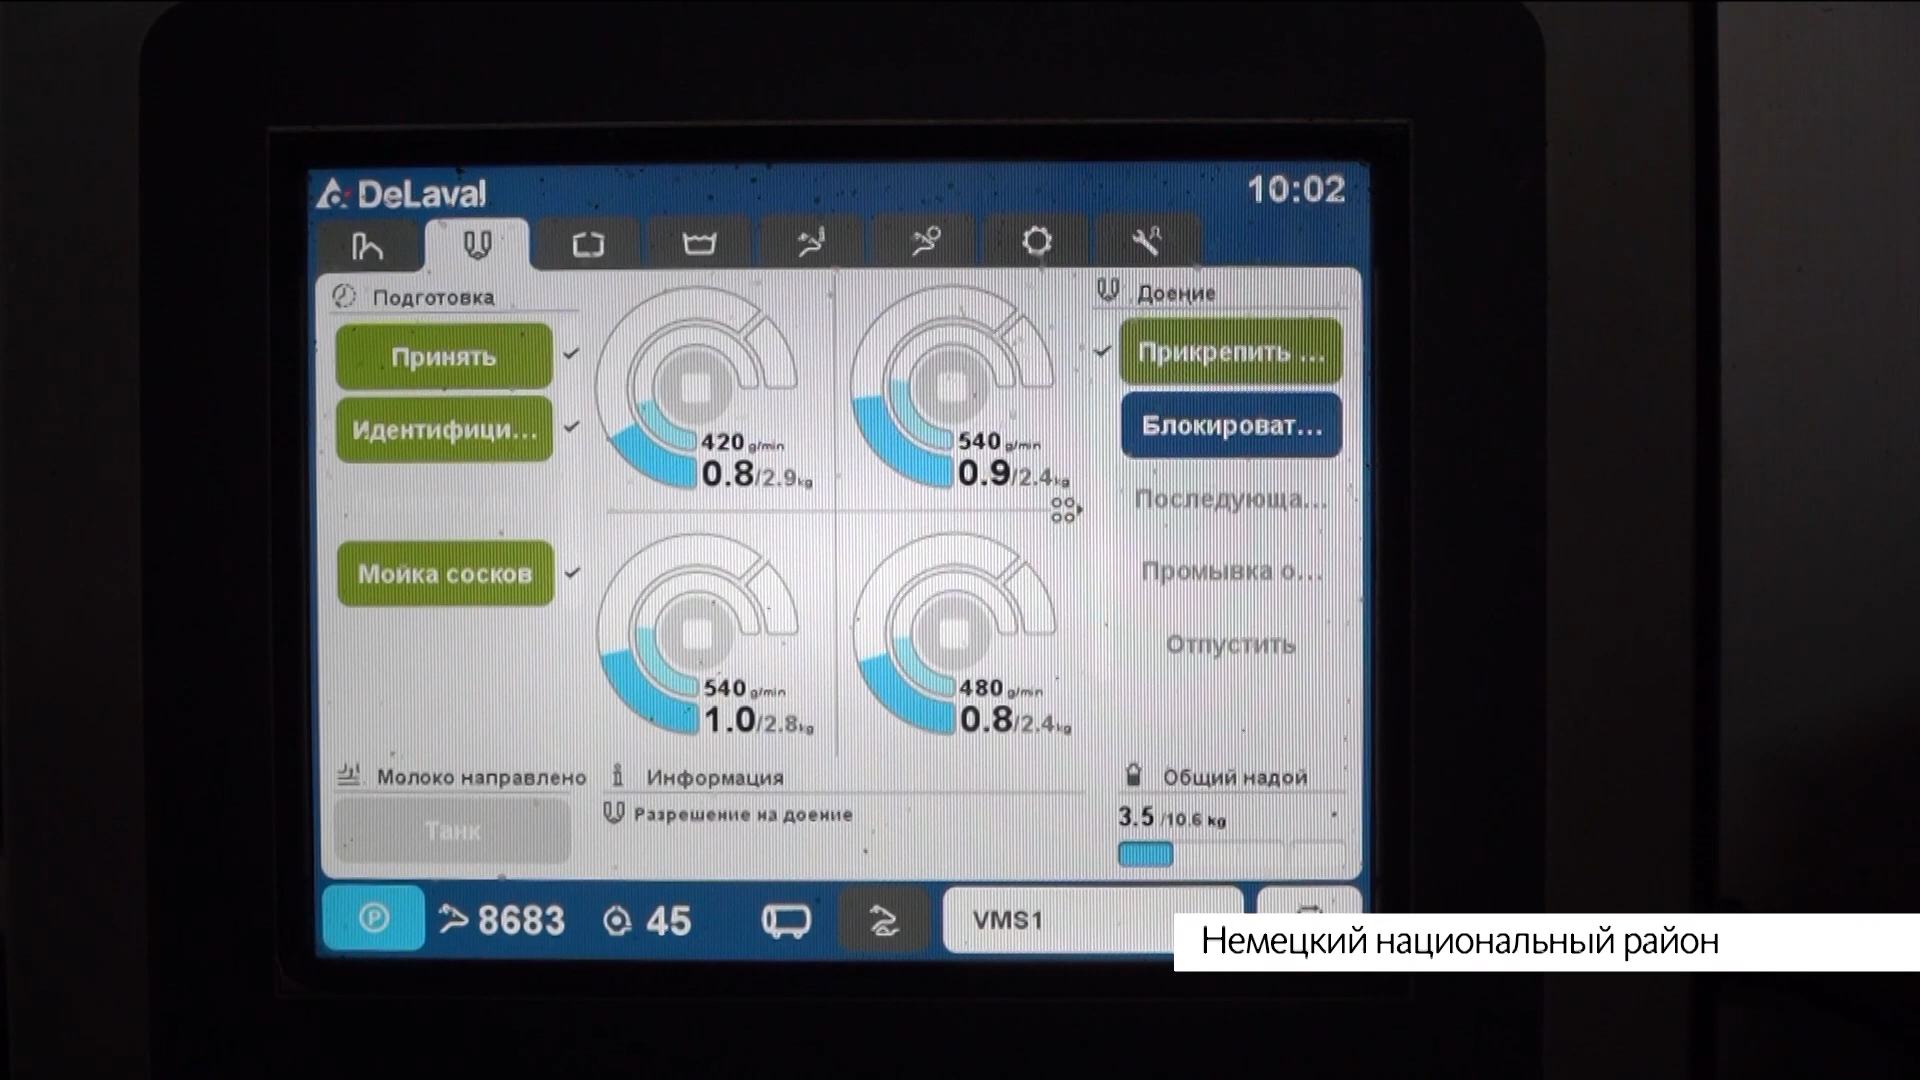 DeLaval
10:02
Подготовка
Доение
Принять
Прикрепить ...
Идентифици...
Блокироват...
420 g/min
0.8/2.9kg
540 g/min
0.9/2.4kg
Последующа...
Мойка сосков
Промывка о...
Отпустить
540 g/min
1.0/2.8kg
480 g/min
0.8/2.4kg
Молоко направлено
Информация
Общий надой
Танк
Разрешение на доение
3.5 /10.6 kg
P
8683
45
VMS1
Немецкий национальный район